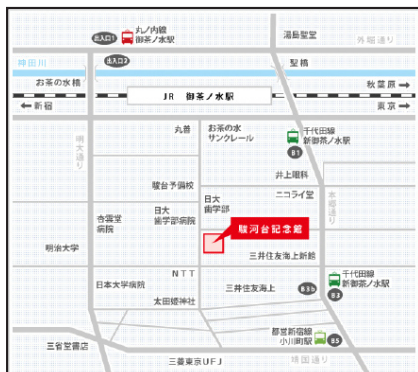 出入口1
丸ノ内線
御茶ノ水駅
湯島聖堂
外堀通り
神田川
出入口2
聖橋
お茶の水橋
秋葉原→
←新宿
JR 御茶ノ水駅
東京→
明大通り
丸善
お茶の水
サンクレール
千代田線
新御茶ノ水駅
B1
井上眼科
駿台予備校
ニコライ堂
本郷通り
杏雲堂
病院
日大
歯学部病院
日大
歯学部
駿河台記念館
明治大学
三井住友海上新館
NTT
日本大学病院
三井住友海上
B3b
千代田線
新御茶ノ水駅
B3
太田姫神社
都営新宿線
小川町駅
B5
三省堂書店
三菱東京UFJ
靖国通り